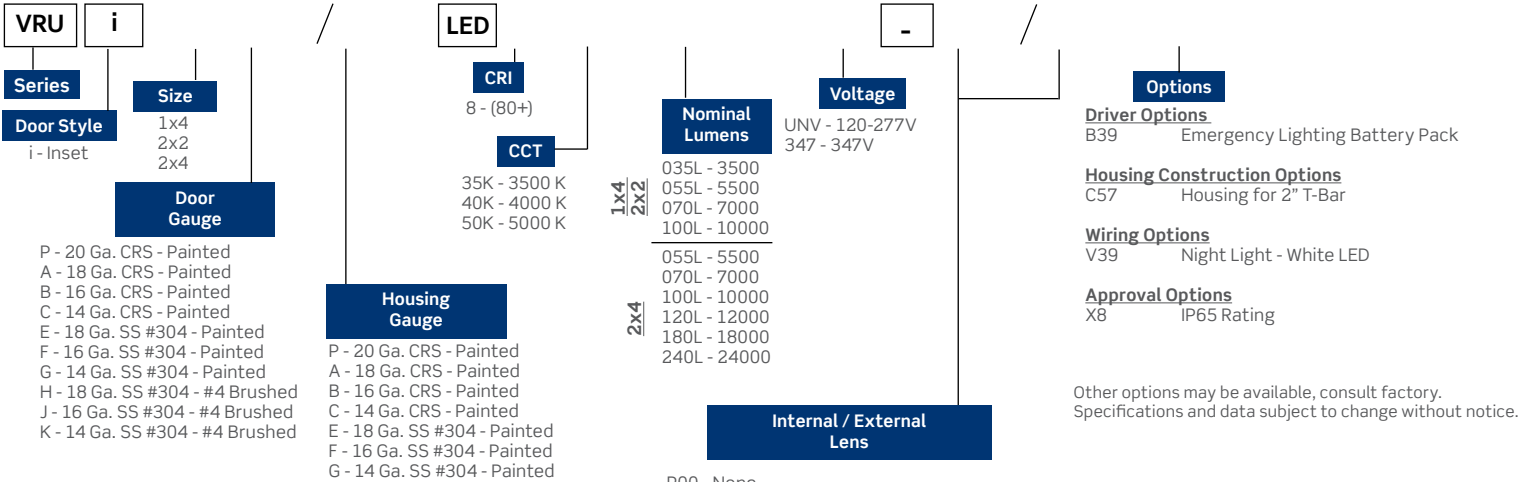 VRU i / LED - /
Series
Door Style
i - Inset
Size
1x4
2x2
2x4
Door
Gauge
P - 20 Ga. CRS - Painted
A - 18 Ga. CRS - Painted
B - 16 Ga. CRS - Painted
C - 14 Ga. CRS - Painted
E - 18 Ga. SS #304 - Painted
F - 16 Ga. SS #304 - Painted
G - 14 Ga. SS #304 - Painted
H - 18 Ga. SS #304 - #4 Brushed
J - 16 Ga. SS #304 - #4 Brushed
K - 14 Ga. SS #304 - #4 Brushed
Housing
Gauge
P - 20 Ga. CRS - Painted
A - 18 Ga. CRS - Painted
B - 16 Ga. CRS - Painted
C - 14 Ga. CRS - Painted
E - 18 Ga. SS #304 - Painted
F - 16 Ga. SS #304 - Painted
G - 14 Ga. SS #304 - Painted
CRI
8 - (80+)
CCT
35K - 3500 K
40K - 4000 K
50K - 5000 K
Nominal
Lumens
1x4
2x2
035L - 3500
055L - 5500
070L - 7000
100L - 10000
2x4
055L - 5500
070L - 7000
100L - 10000
120L - 12000
180L - 18000
240L - 24000
Voltage
UNV - 120-277V
347 - 347V
Internal / External
Lens
None
Options
Driver Options
B39 Emergency Lighting Battery Pack
Housing Construction Options
C57 Housing for 2” T-Bar
Wiring Options
V39 Night Light - White LED
Approval Options
X8 IP65 Rating
Other options may be available, consult factory.
Specifications and data subject to change without notice.